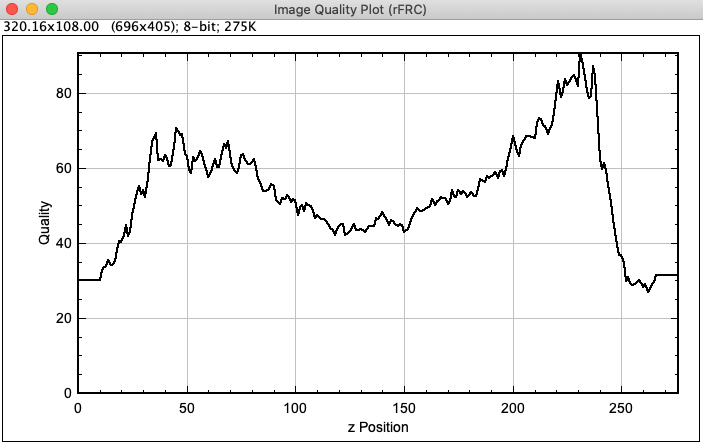 Image Quality Plot (rFRC)
320.16x108.00 (696x405); 8-bit; 275K
80
60
40
20
0
Quality
0 50 100 150 200 250
z Position